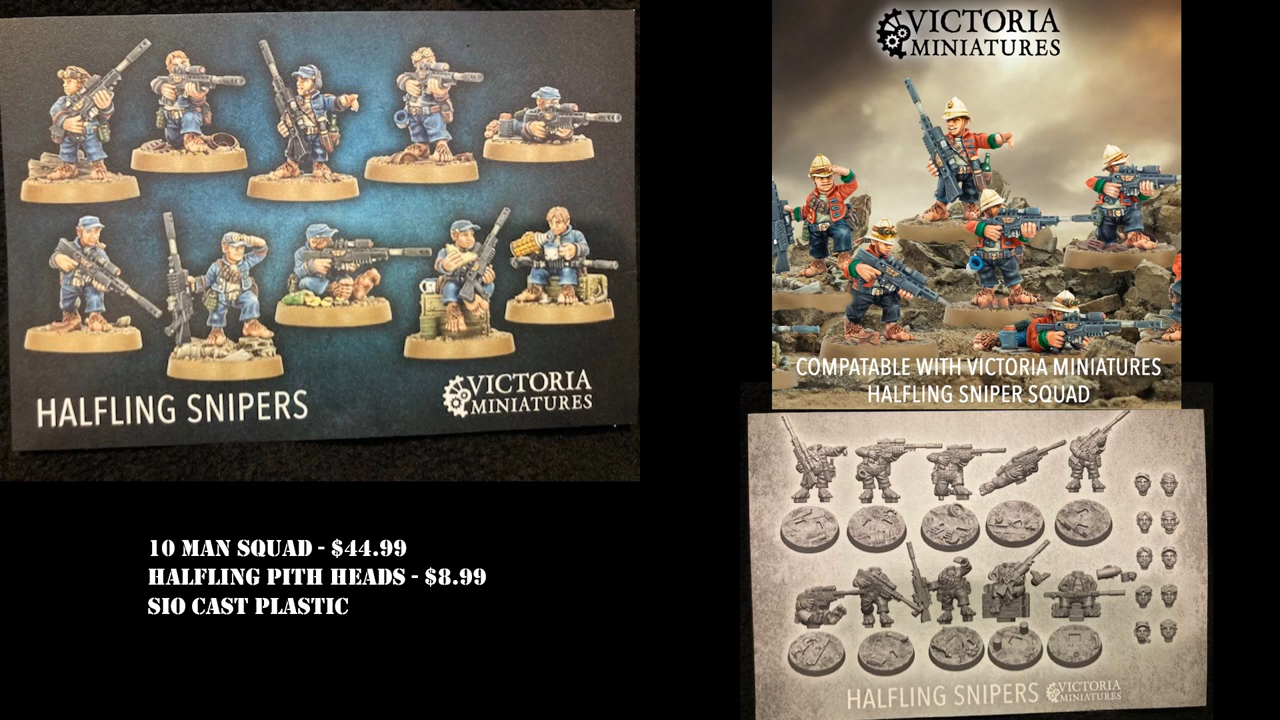 HALFLING SNIPERS
VICTORIA
MINIATURES
VICTORIA
MINIATURES
COMPATABLE WITH VICTORIA MINIATURES
HALFLING SNIPER SQUAD
10 MAN SQUAD - $44.99
HALFLING PITH HEADS - $8.99
SIO CAST PLASTIC
HALFLING SNIPERS
VICTORIA
MINIATURES